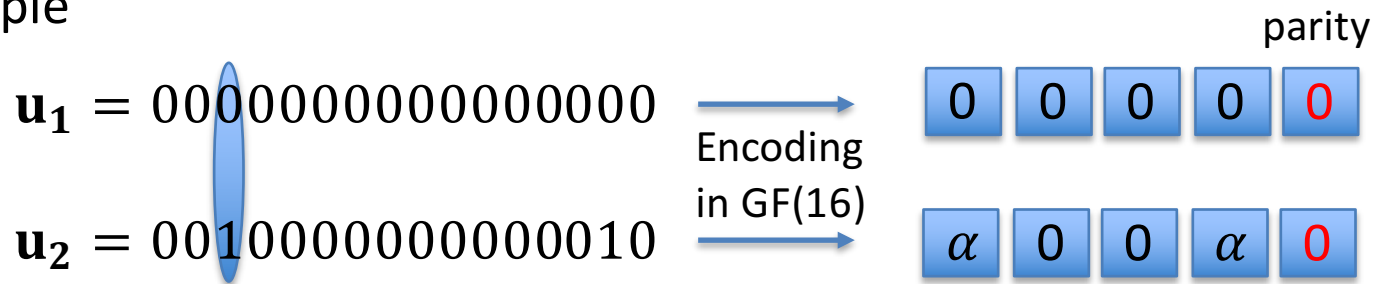 ple
parity
u₁ = 0000000000000000
0 0 0 0 0
Encoding
in GF(16)
u₂ = 0010000000000010
α 0 0 α 0